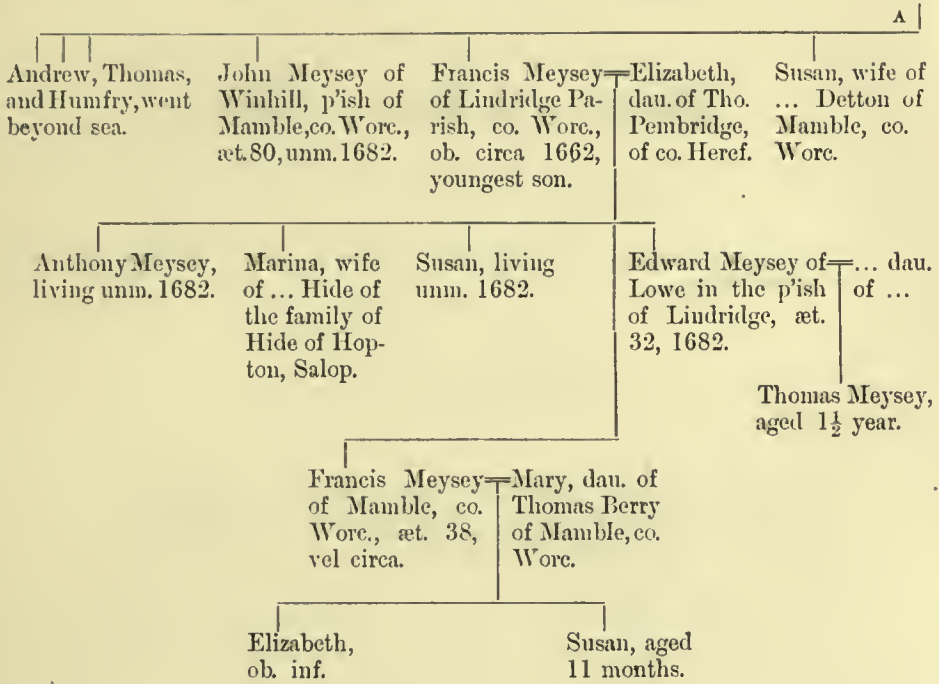 A
Andrew, Thomas,
and Humfry, went
beyond sea.
John Meysey of
Winhill, p'ish of
Mamble, co. Worc.,
æt. 80, unm. 1682.
Francis Meysey
of Lindridge Pa-
rish, co. Worc.,
ob. circa 1662,
youngest son.
Elizabeth,
dau. of Tho.
Pembridge,
of co. Heref.
Susan, wife of
... Detton of
Mamble, co.
Worc.
Anthony Meysey,
living unm. 1682.
Marina, wife
of ... Hide of
the family of
Hide of Hop-
ton, Salop.
Susan, living
unm. 1682.
Edward Meysey of
Lowe in the p'ish
of Lindridge, æt.
32, 1682.
... dau.
of ...
Thomas Meysey,
aged 1½ year.
Francis Meysey
of Mamble, co.
Worc., æt. 38,
vel circa.
Mary, dau. of
Thomas Berry
of Mamble, co.
Worc.
Elizabeth,
ob. inf.
Susan, aged
11 months.